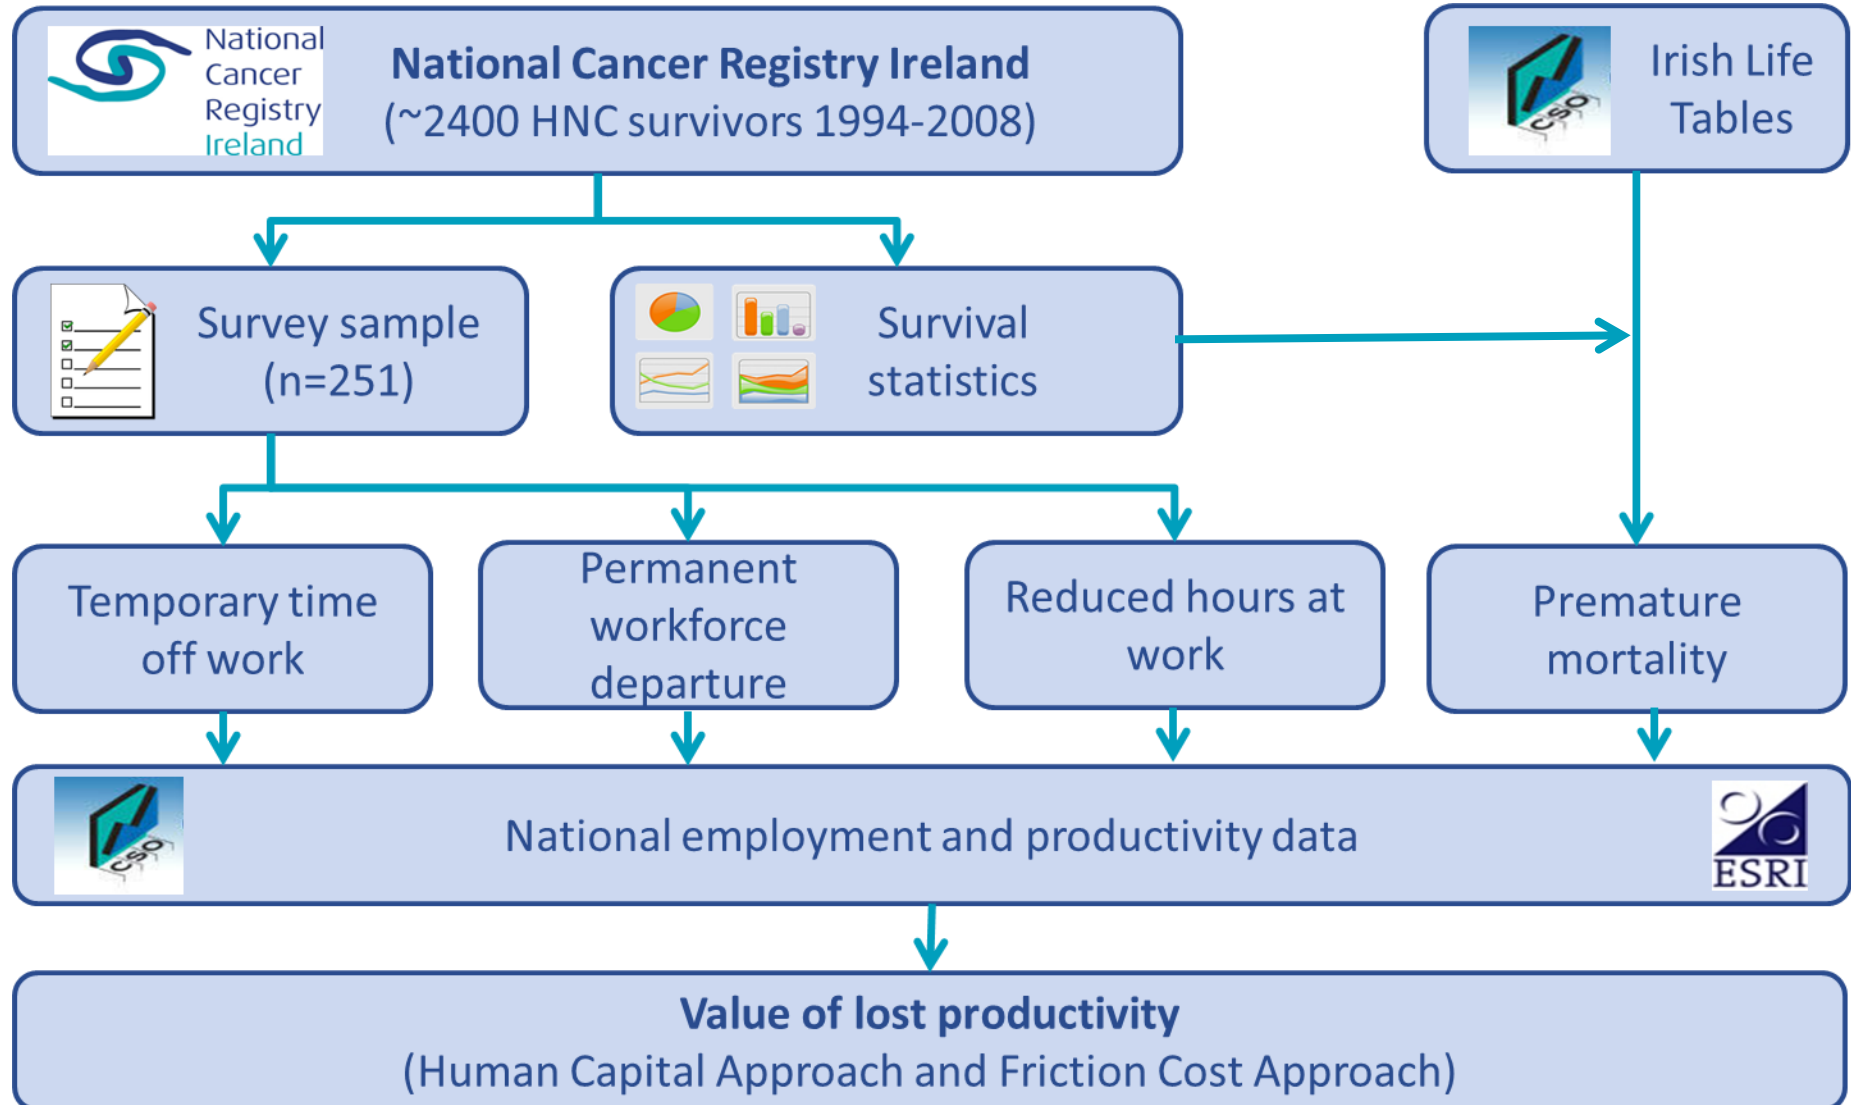 National
Cancer
Registry
Ireland
National Cancer Registry Ireland
(~2400 HNC survivors 1994-2008)
CSO
Irish Life
Tables
Survey sample
(n=251)
Survival
statistics
Temporary time
off work
Permanent
workforce
departure
Reduced hours at
work
Premature
mortality
CSO
National employment and productivity data
ESRI
Value of lost productivity
(Human Capital Approach and Friction Cost Approach)